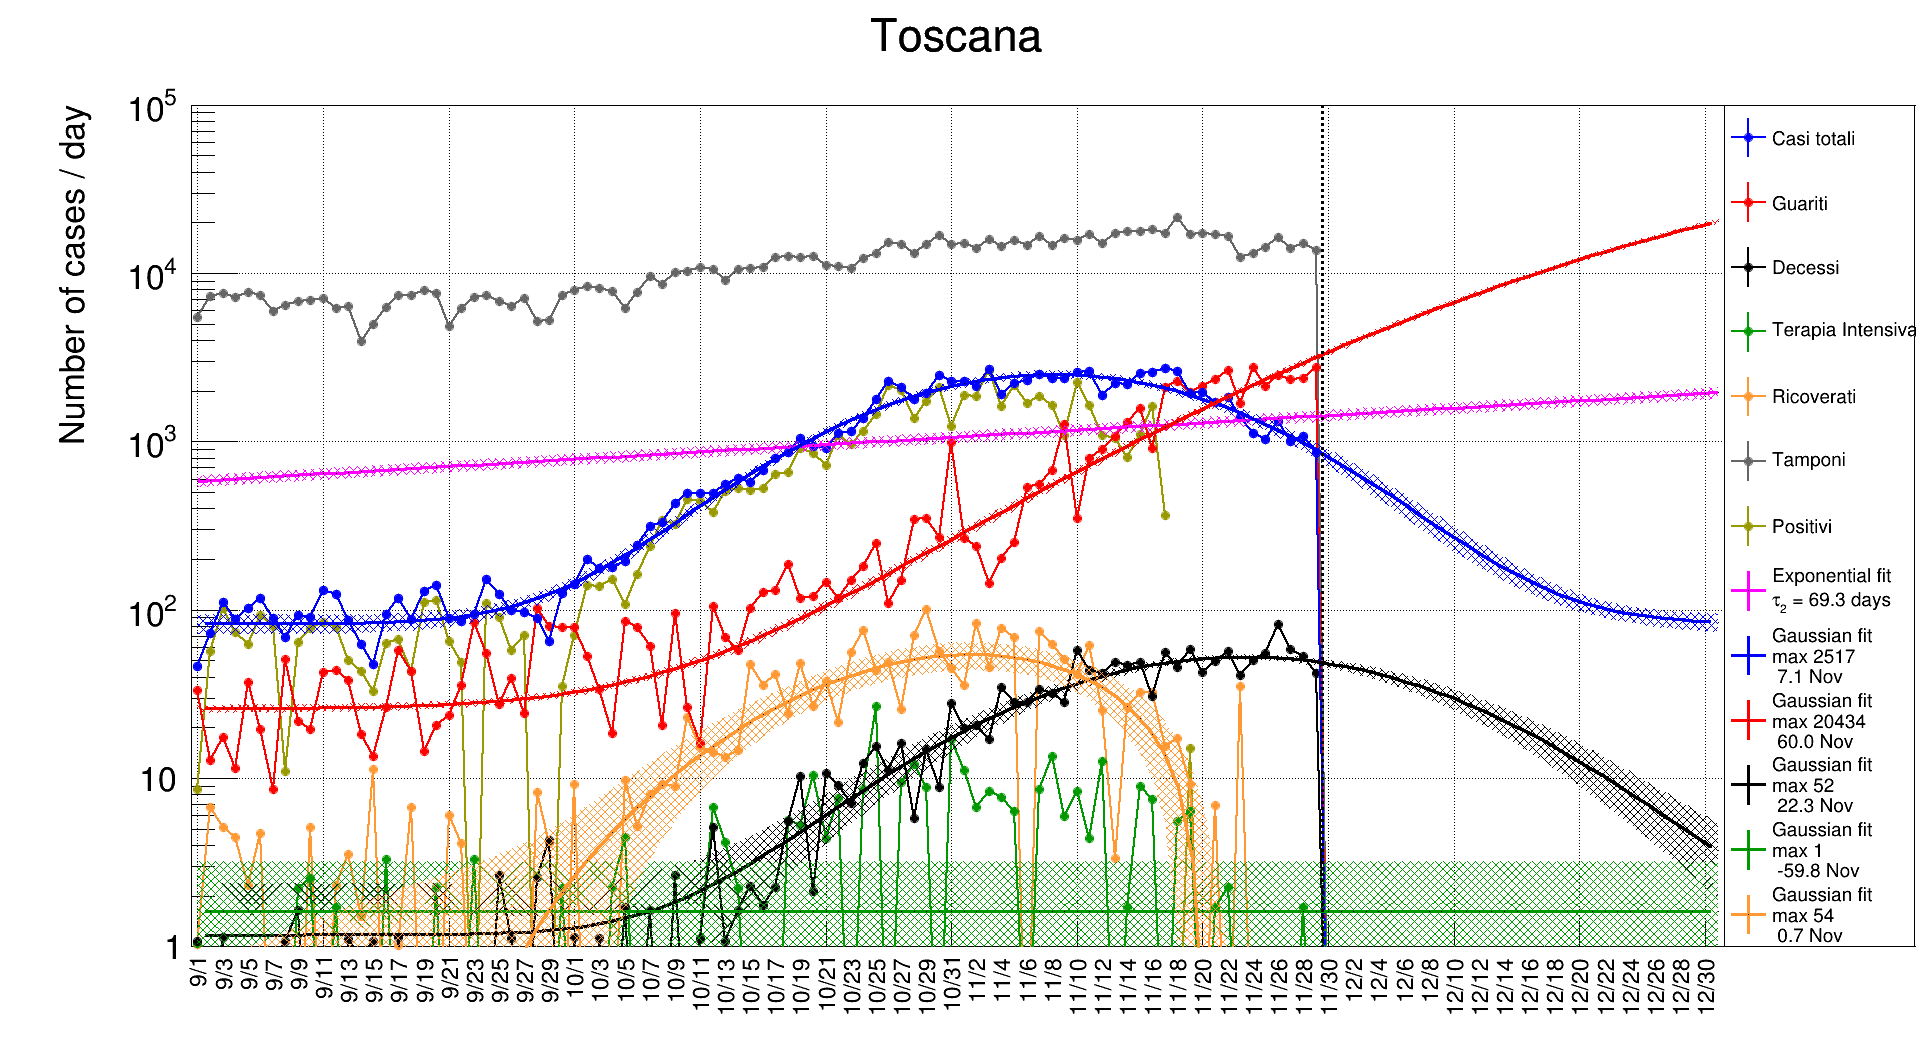 Toscana
Number of cases / day
10^5
10^4
10^3
10^2
10
1
9/1
9/3
9/5
9/7
9/9
9/11
9/13
9/15
9/17
9/19
9/21
9/23
9/25
9/27
9/29
10/1
10/3
10/5
10/7
10/9
10/11
10/13
10/15
10/17
10/19
10/21
10/23
10/25
10/27
10/29
10/31
11/2
11/4
11/6
11/8
11/10
11/12
11/14
11/16
11/18
11/20
11/22
11/24
11/26
11/28
11/30
12/2
12/4
12/6
12/8
12/10
12/12
12/14
12/16
12/18
12/20
12/22
12/24
12/26
12/28
12/30
Casi totali
Guariti
Decessi
Terapia Intensiva
Ricoverati
Tamponi
Positivi
Exponential fit
τ₂ = 69.3 days
Gaussian fit
max 2517
7.1 Nov
Gaussian fit
max 20434
60.0 Nov
Gaussian fit
max 52
22.3 Nov
Gaussian fit
max 1
-59.8 Nov
Gaussian fit
max 54
0.7 Nov